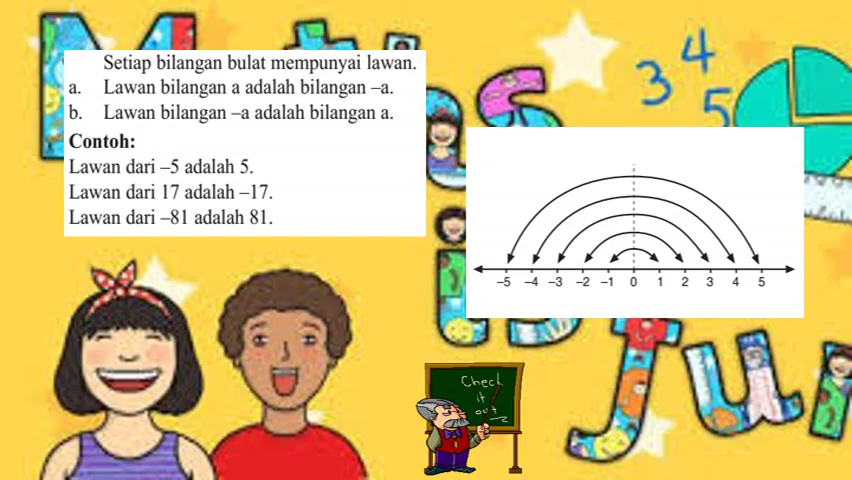 Setiap bilangan bulat mempunyai lawan.
a. Lawan bilangan a adalah bilangan –a.
b. Lawan bilangan –a adalah bilangan a.
Contoh:
Lawan dari –5 adalah 5.
Lawan dari 17 adalah –17.
Lawan dari –81 adalah 81.
3 4
5
–5 –4 –3 –2 –1 0 1 2 3 4 5
Check
it
out